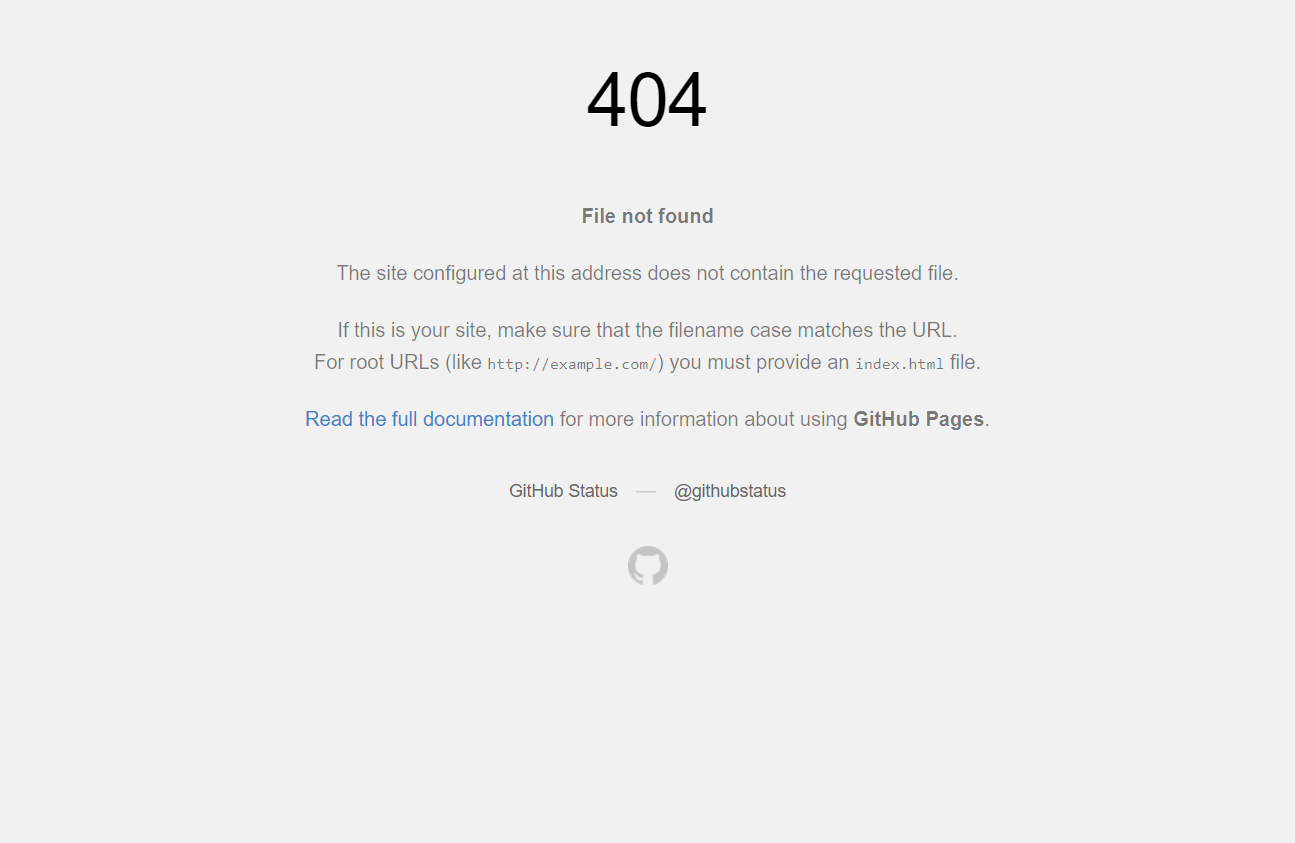 404
File not found
The site configured at this address does not contain the requested file.
If this is your site, make sure that the filename case matches the URL.
For root URLs (like http://example.com/) you must provide an index.html file.
Read the full documentation for more information about using GitHub Pages.
GitHub Status — @githubstatus